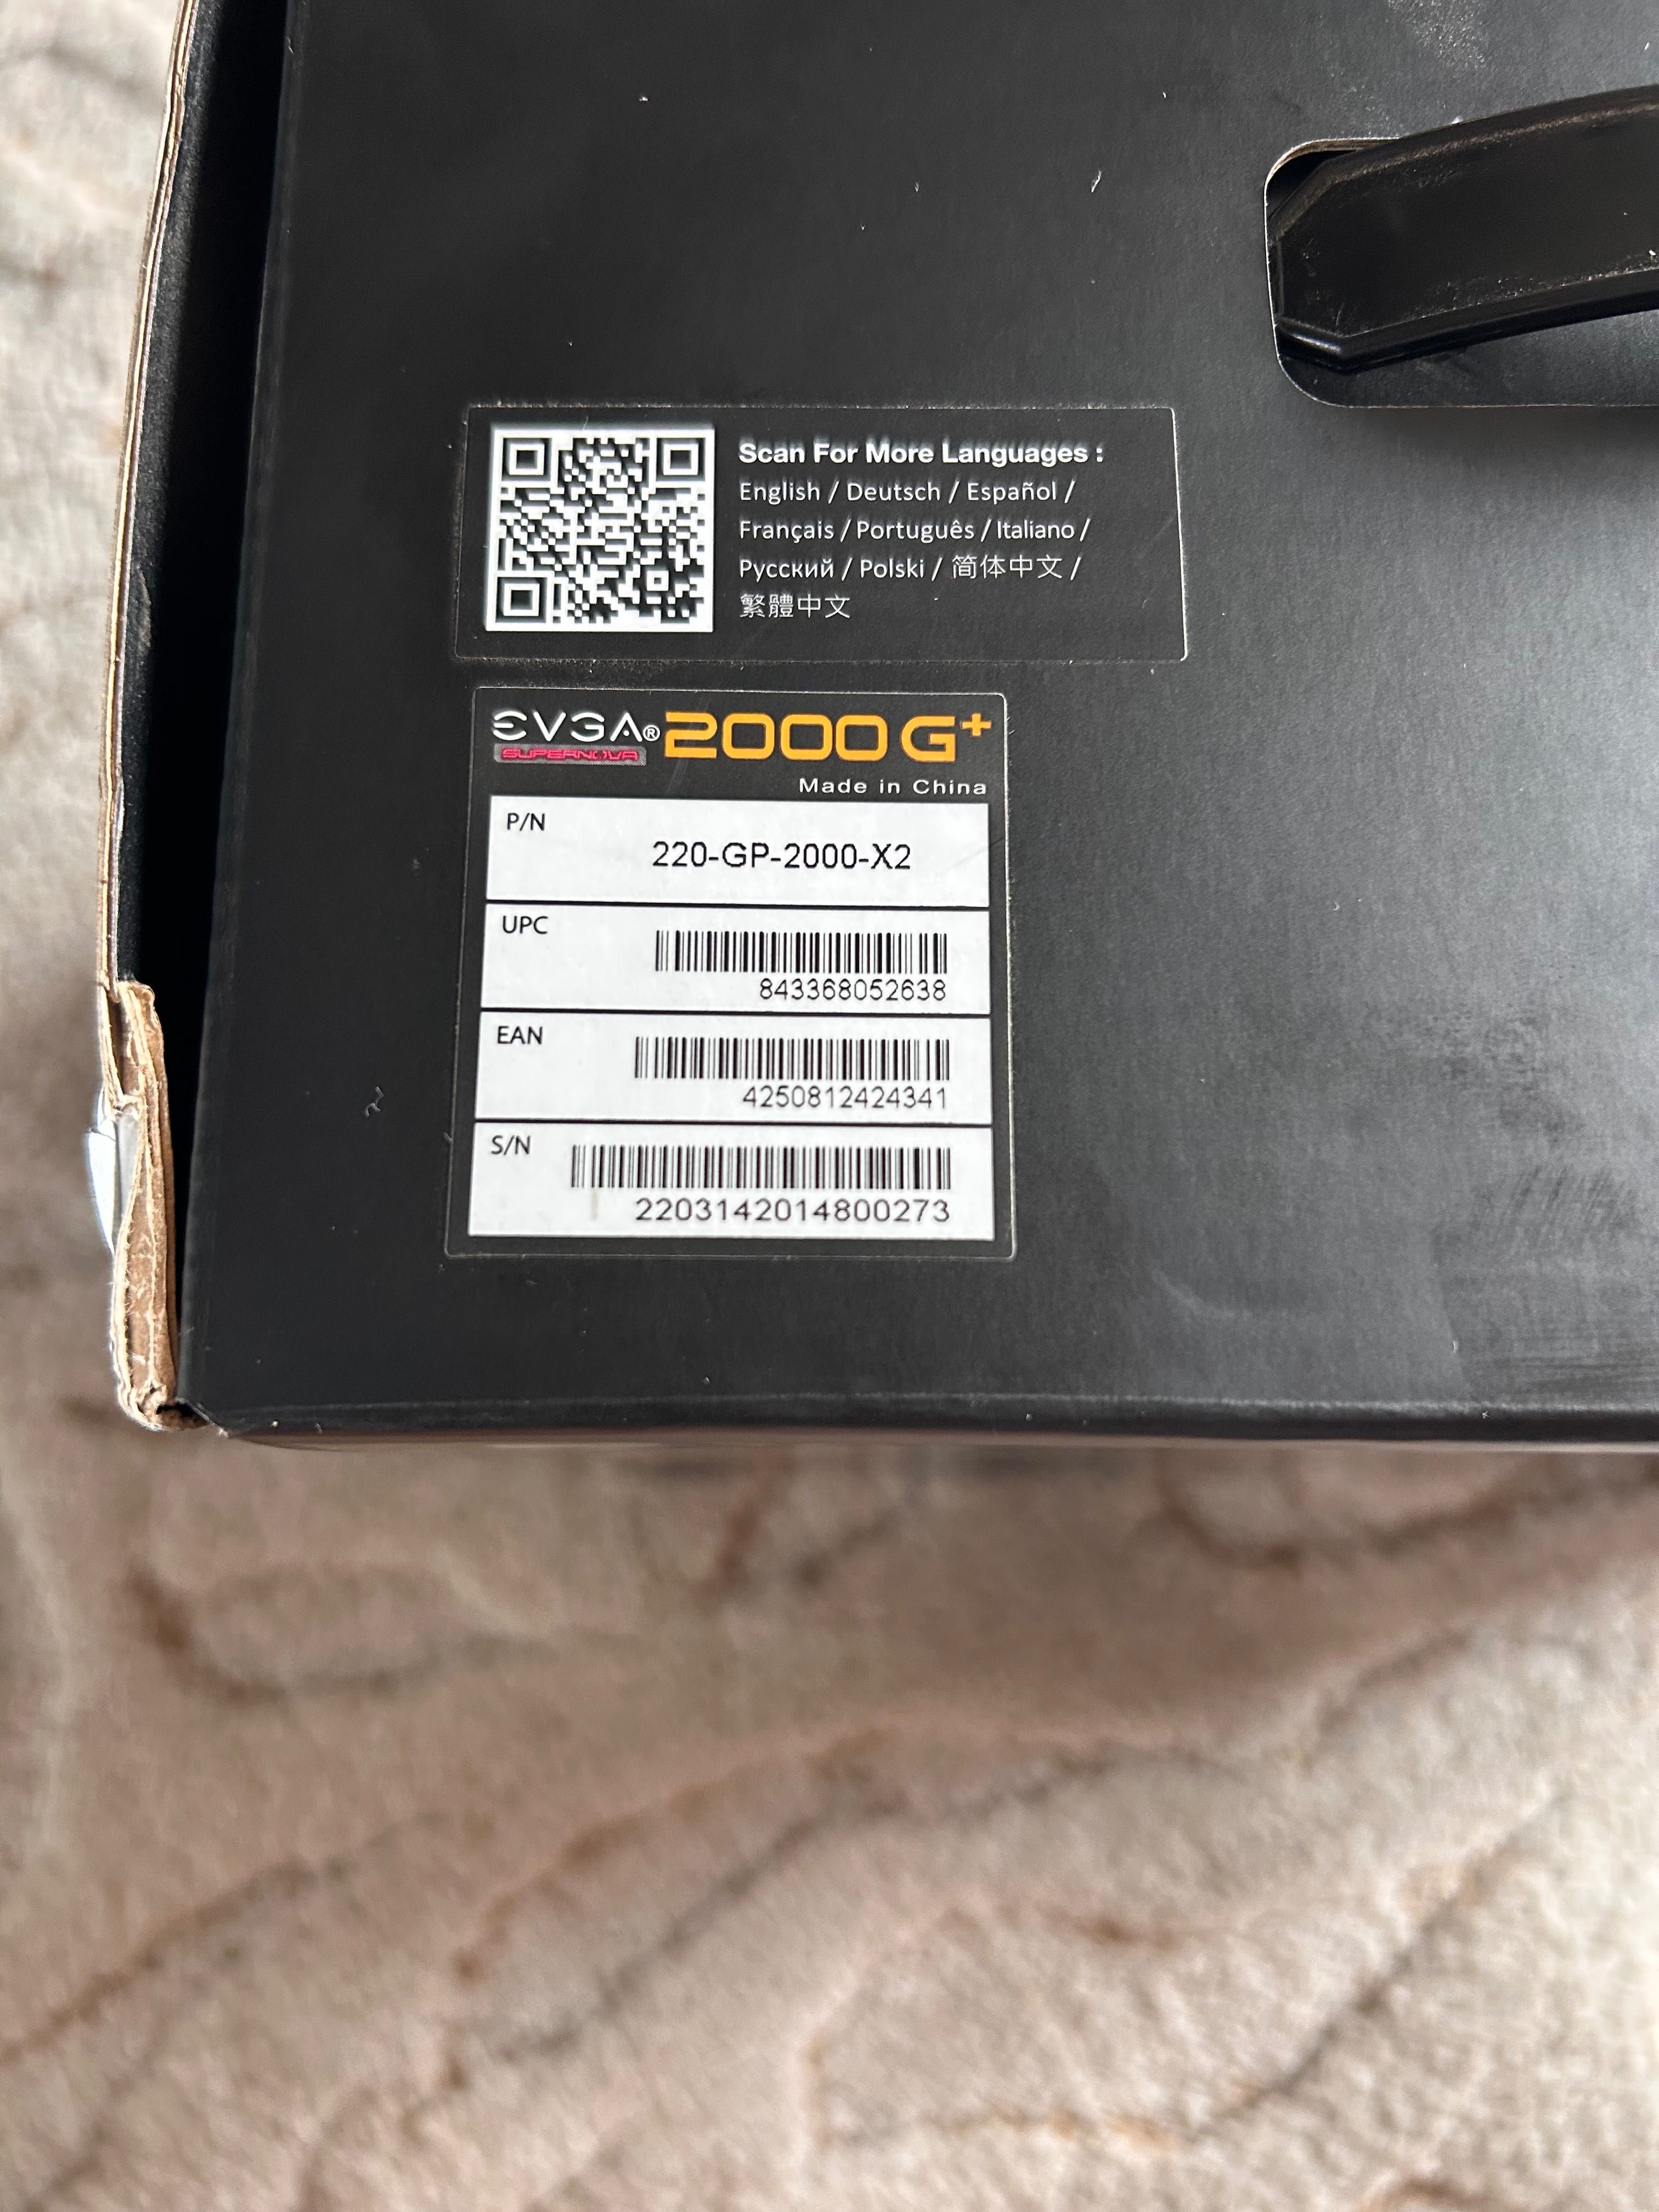 Scan For More Languages :
English / Deutsch / Español /
Français / Português / Italiano /
Русский / Polski / 简体中文 /
繁體中文
EVGA® 2000 G+
SUPERNOVA
Made in China
P/N
220-GP-2000-X2
UPC
843368052638
EAN
4250812424341
S/N
2203142014800273